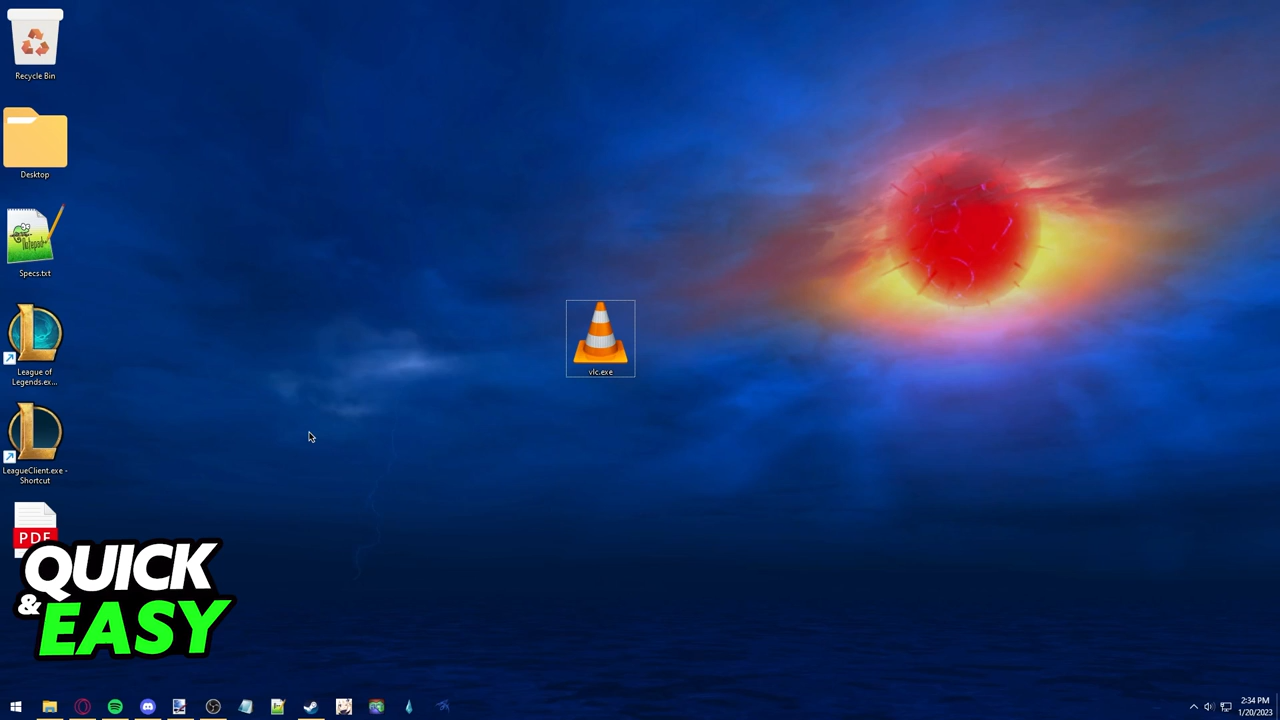 Recycle Bin
Desktop
Notepad++
Specs.txt
League of
Legends.ex...
LeagueClient.exe -
Shortcut
PDF
QUICK
& EASY
vlc.exe
2:34 PM
1/20/2023